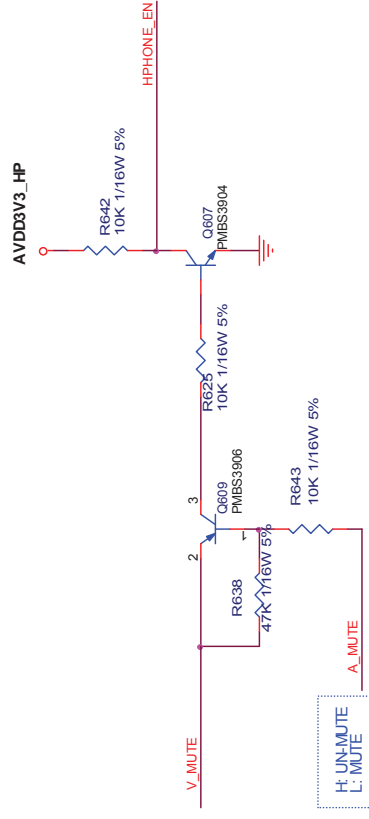 AVDD3V3_HP
R642
10K 1/16W 5%
HPHONE_EN
Q607
PMBS3904
R625
10K 1/16W 5%
3
Q609
PMBS3906
2
1
R638
47K 1/16W 5%
R643
10K 1/16W 5%
V_MUTE
A_MUTE
H: UN-MUTE
L: MUTE